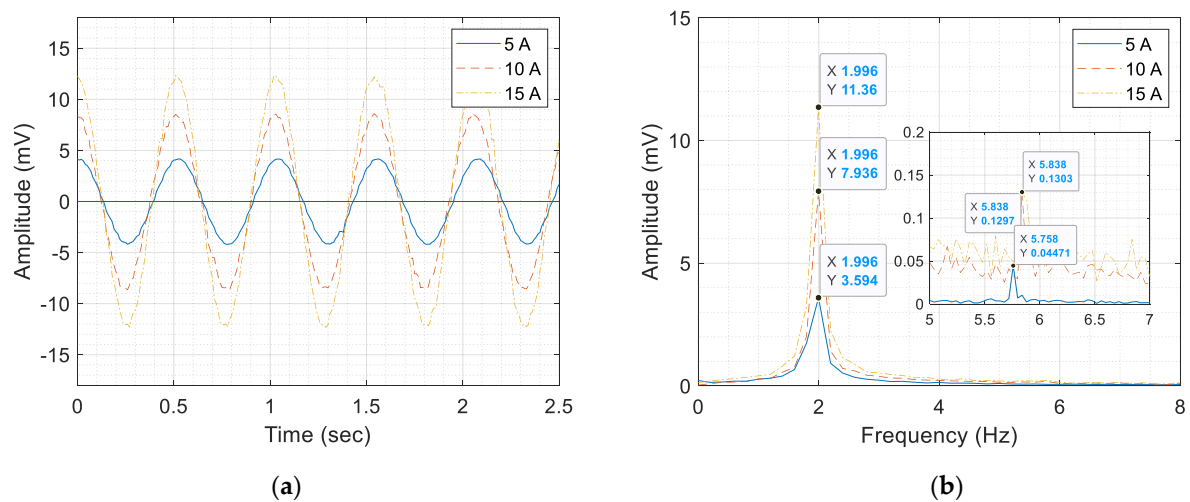 15
10
5
0
-5
-10
-15
0
0.5
1
1.5
2
2.5
Amplitude (mV)
Time (sec)
5 A
10 A
15 A
(a)
15
10
5
0
0
2
4
6
8
Amplitude (mV)
Frequency (Hz)
5 A
10 A
15 A
X 1.996
Y 11.36
X 1.996
Y 7.936
X 1.996
Y 3.594
0.2
0.15
0.1
0.05
0
5
5.5
6
6.5
7
X 5.838
Y 0.1303
X 5.838
Y 0.1297
X 5.758
Y 0.04471
(b)